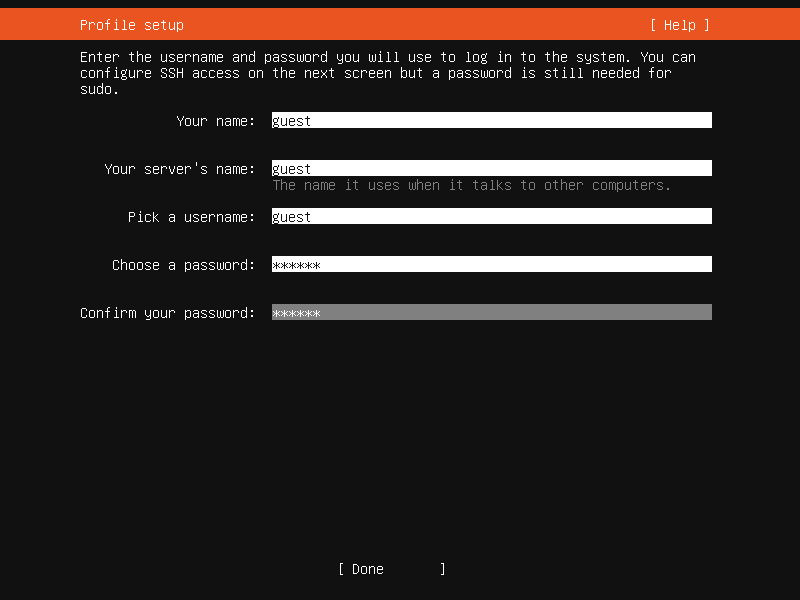 Profile setup [ Help ]
Enter the username and password you will use to log in to the system. You can
configure SSH access on the next screen but a password is still needed for
sudo.
Your name: guest
Your server's name: guest
The name it uses when it talks to other computers.
Pick a username: guest
Choose a password: ******
Confirm your password: ******
[ Done ]